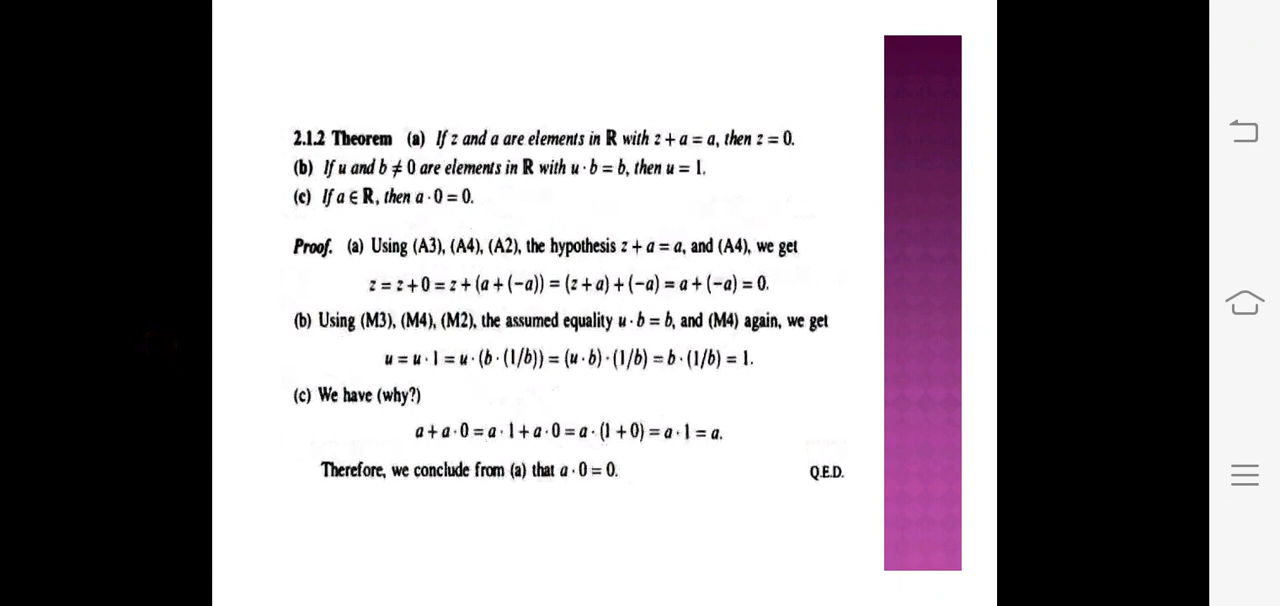 2.1.2 Theorem (a) If z and a are elements in R with z + a = a, then z = 0.
(b) If u and b ≠ 0 are elements in R with u · b = b, then u = 1.
(c) If a ∈ R, then a · 0 = 0.
Proof. (a) Using (A3), (A4), (A2), the hypothesis z + a = a, and (A4), we get
z = z + 0 = z + (a + (−a)) = (z + a) + (−a) = a + (−a) = 0.
(b) Using (M3), (M4), (M2), the assumed equality u · b = b, and (M4) again, we get
u = u · 1 = u · (b · (1/b)) = (u · b) · (1/b) = b · (1/b) = 1.
(c) We have (why?)
a + a · 0 = a · 1 + a · 0 = a · (1 + 0) = a · 1 = a.
Therefore, we conclude from (a) that a · 0 = 0. Q.E.D.